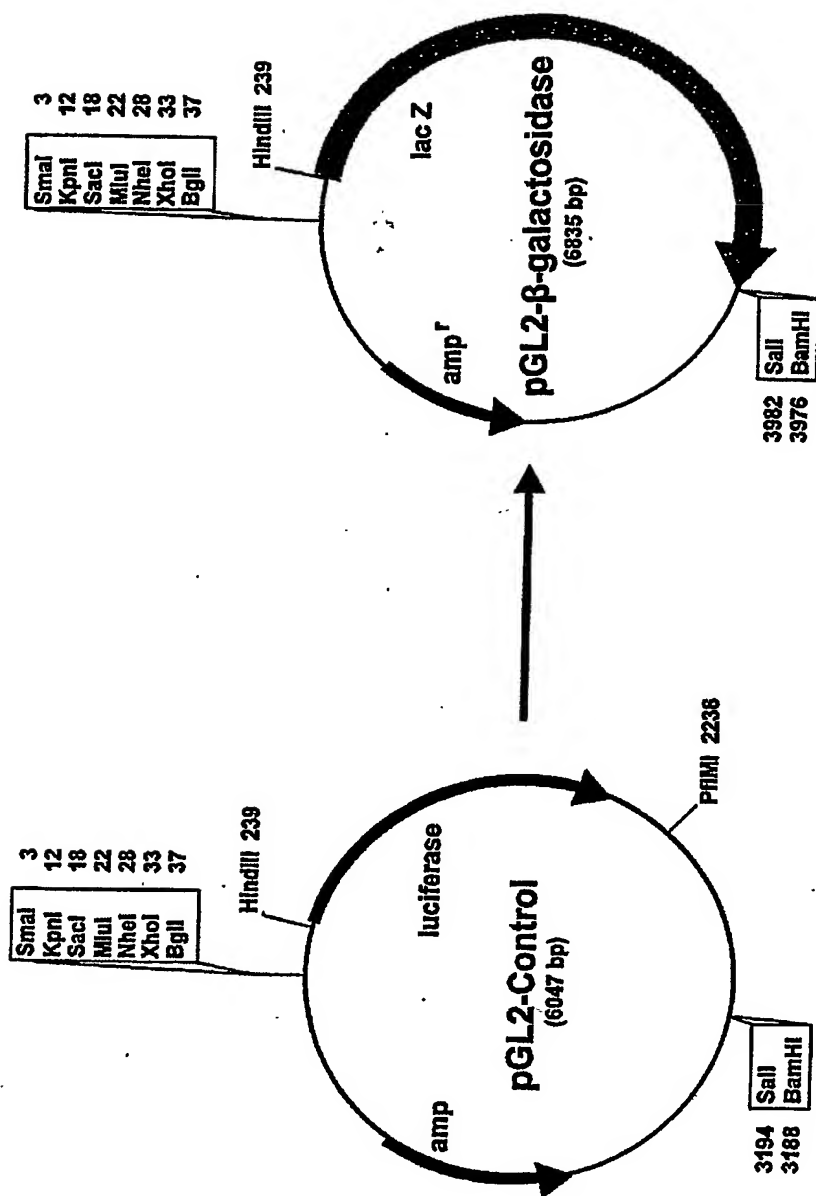 SmaI 3
KpnI 12
SacI 18
MluI 22
NheI 28
XhoI 33
BglI 37
HindIII 239
luciferase
amp
pGL2-Control
(6047 bp)
PflMI 2236
3194 SalI
3188 BamHI
SmaI 3
KpnI 12
SacI 18
MluI 22
NheI 28
XhoI 33
BglI 37
HindIII 239
lac Z
amp r
pGL2-β-galactosidase
(6835 bp)
3982 SalI
3976 BamHI